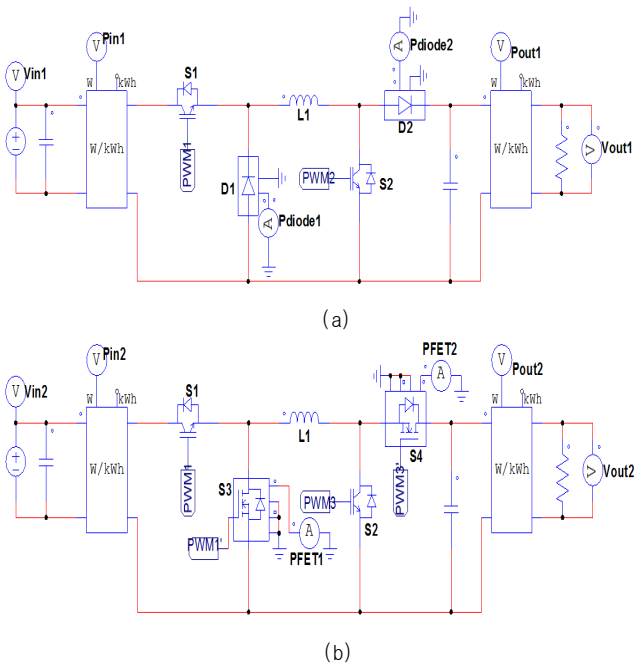 Vin1
V
Pin1
V
W
kWh
W/kWh
S1
PWM1
L1
D1
A
Pdiode1
PWM2
S2
A
Pdiode2
D2
Pout1
V
W
kWh
W/kWh
Vout1
V
(a)
Vin2
V
Pin2
V
W
kWh
W/kWh
S1
PWM1
L1
S3
PWM1'
A
PFET1
PWM3
S2
PFET2
A
S4
PWM3'
Pout2
V
W
kWh
W/kWh
Vout2
V
(b)